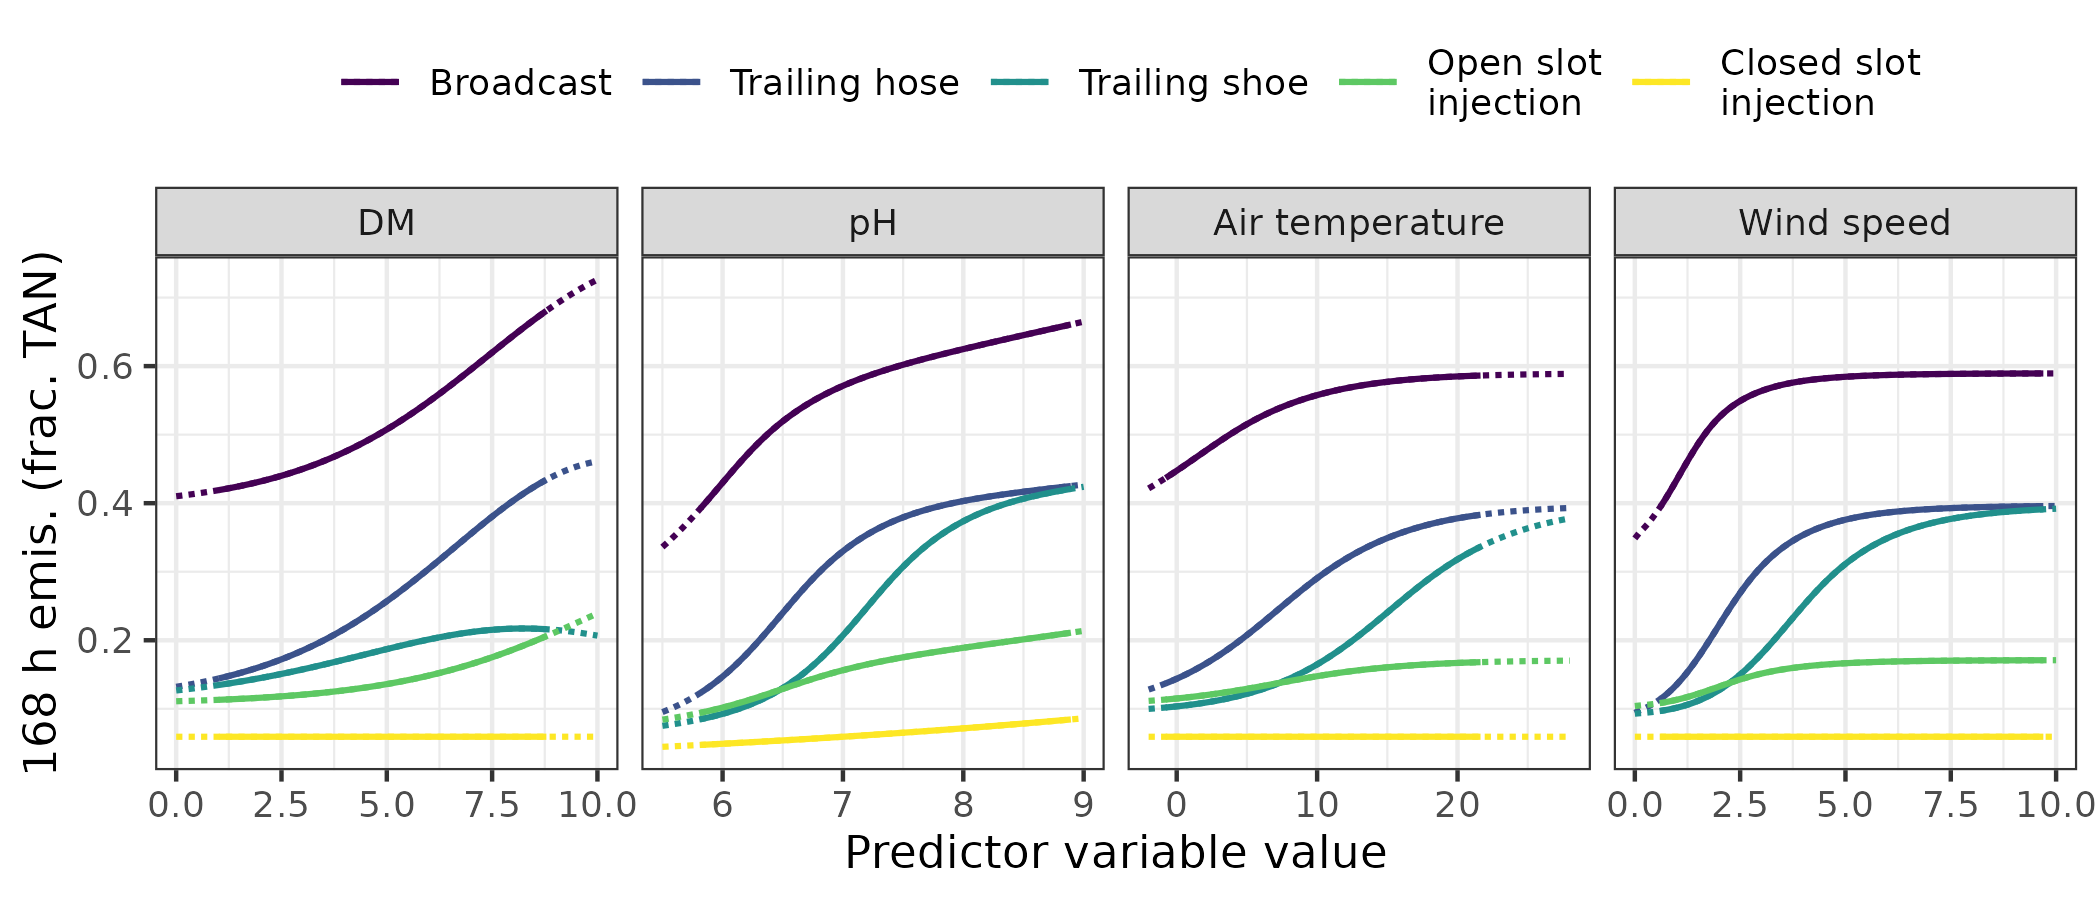 Broadcast Trailing hose Trailing shoe Open slot injection Closed slot injection
DM pH Air temperature Wind speed
168 h emis. (frac. TAN)
0.6
0.4
0.2
0.0 2.5 5.0 7.5 10.0 6 7 8 9 0 10 20 0.0 2.5 5.0 7.5 10.0
Predictor variable value